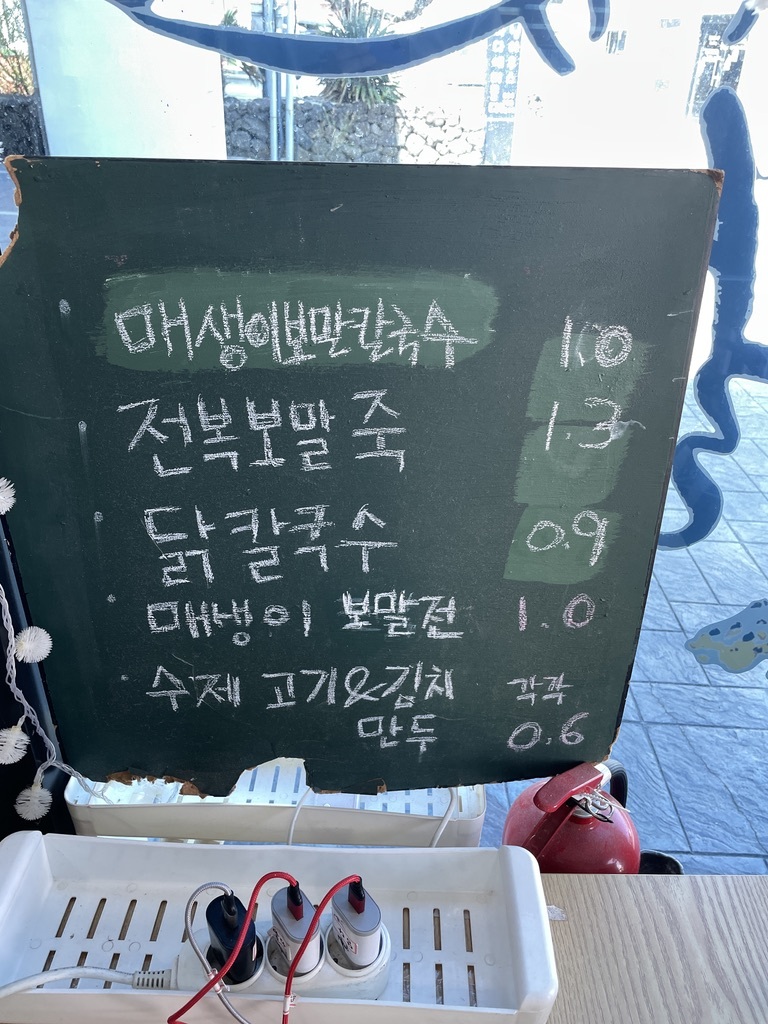 매생이보말칼국수 1.0
전복보말죽 1.3
닭칼국수 0.9
매생이 보말전 1.0
수제 고기&김치 각각
만두 0.6